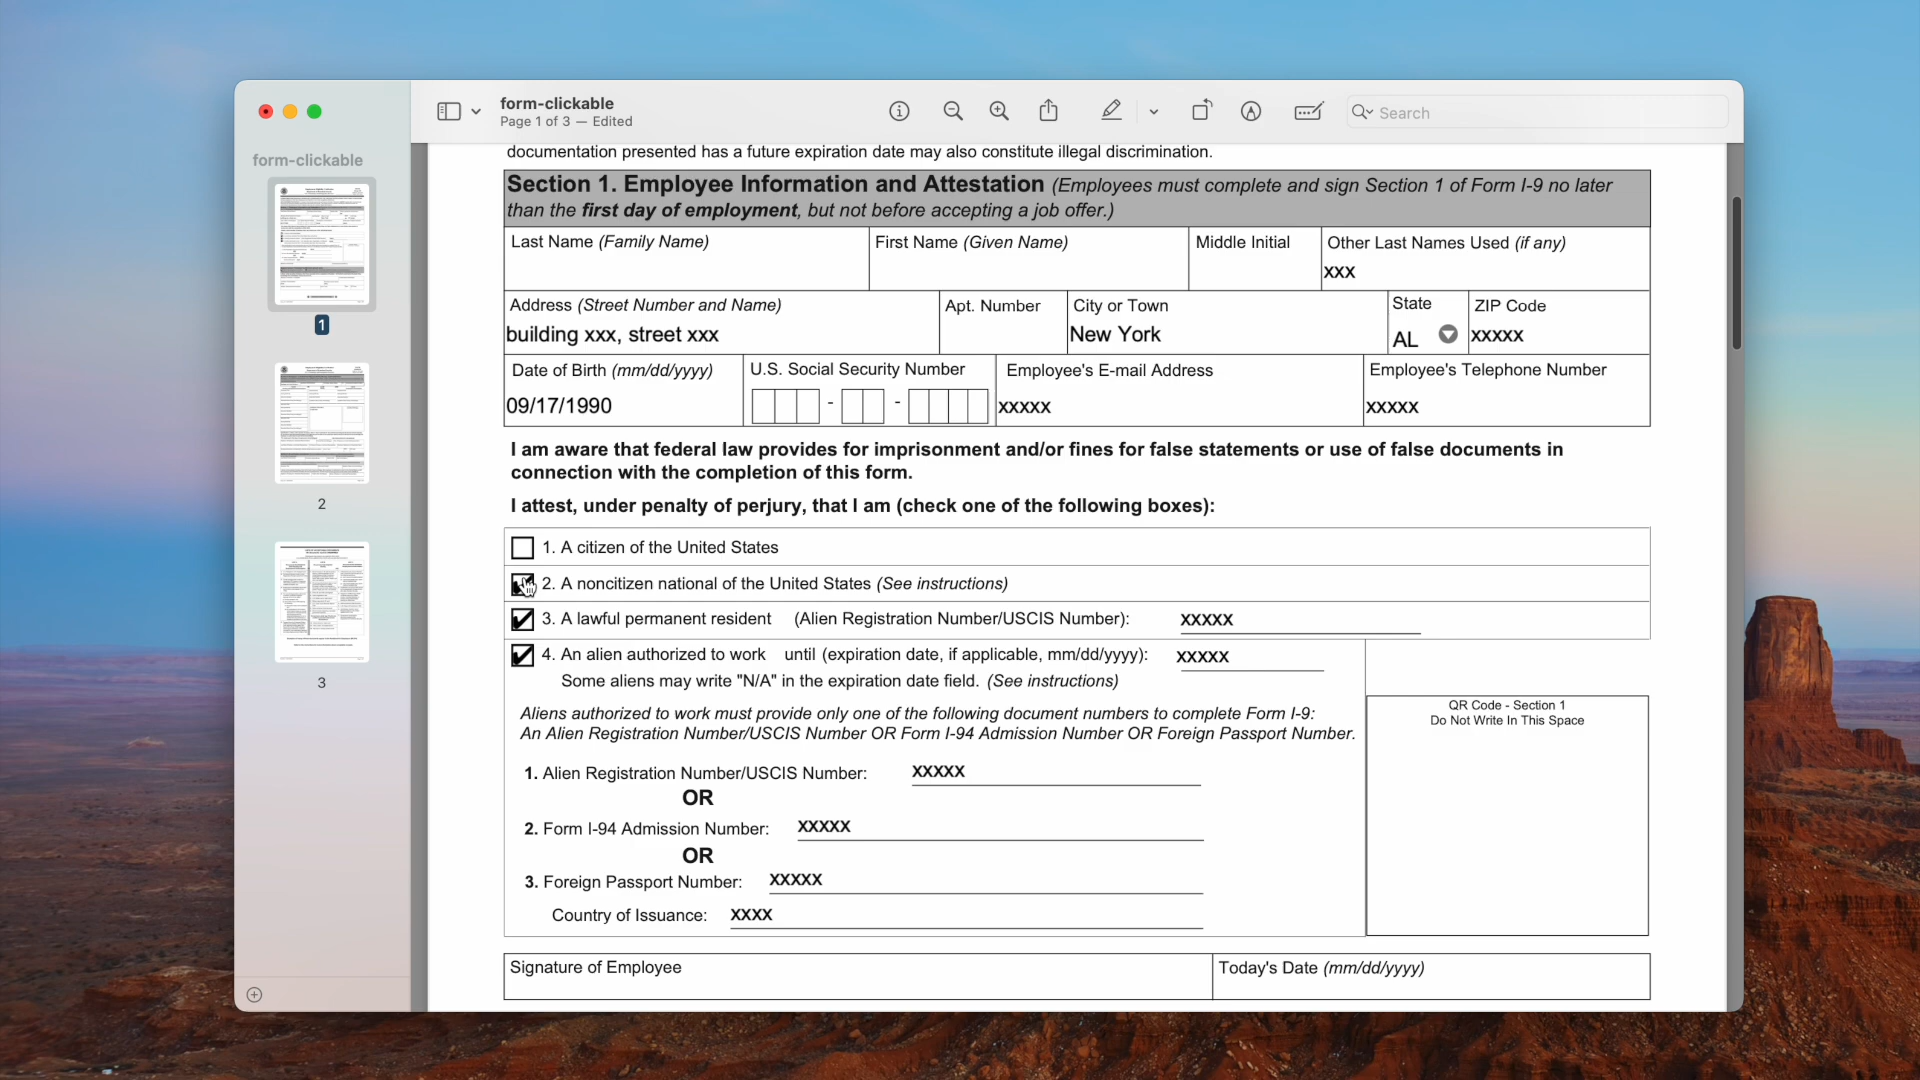 form-clickable
Page 1 of 3 — Edited
Search
form-clickable
1
2
3
documentation presented has a future expiration date may also constitute illegal discrimination.
Section 1. Employee Information and Attestation (Employees must complete and sign Section 1 of Form I-9 no later
than the first day of employment, but not before accepting a job offer.)
Last Name (Family Name)
First Name (Given Name)
Middle Initial
Other Last Names Used (if any)
xxx
Address (Street Number and Name)
building xxx, street xxx
Apt. Number
City or Town
New York
State
AL
ZIP Code
xxxxx
Date of Birth (mm/dd/yyyy)
09/17/1990
U.S. Social Security Number
- -
Employee's E-mail Address
xxxxx
Employee's Telephone Number
xxxxx
I am aware that federal law provides for imprisonment and/or fines for false statements or use of false documents in
connection with the completion of this form.
I attest, under penalty of perjury, that I am (check one of the following boxes):
1. A citizen of the United States
2. A noncitizen national of the United States (See instructions)
3. A lawful permanent resident (Alien Registration Number/USCIS Number): xxxxx
4. An alien authorized to work until (expiration date, if applicable, mm/dd/yyyy): xxxxx
Some aliens may write "N/A" in the expiration date field. (See instructions)
Aliens authorized to work must provide only one of the following document numbers to complete Form I-9:
An Alien Registration Number/USCIS Number OR Form I-94 Admission Number OR Foreign Passport Number.
1. Alien Registration Number/USCIS Number: xxxxx
OR
2. Form I-94 Admission Number: xxxxx
OR
3. Foreign Passport Number: xxxxx
Country of Issuance: xxxx
QR Code - Section 1
Do Not Write In This Space
Signature of Employee
Today's Date (mm/dd/yyyy)